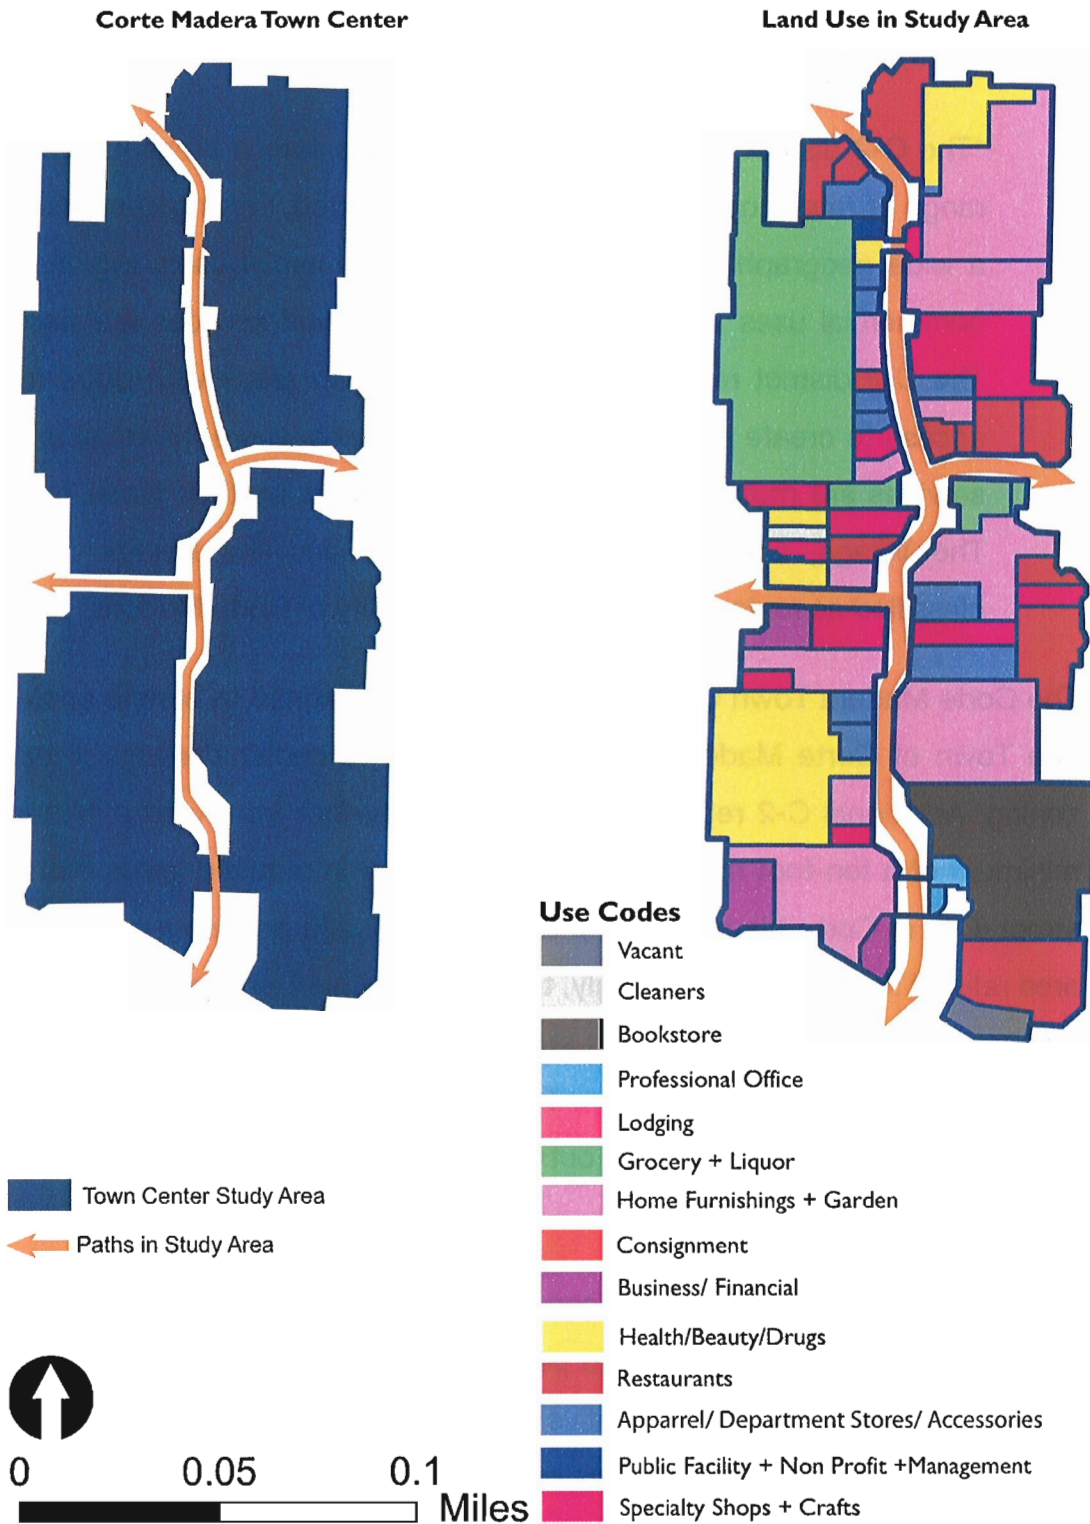 Corte Madera Town Center
Land Use in Study Area
Use Codes
Vacant
Cleaners
Bookstore
Professional Office
Lodging
Grocery + Liquor
Home Furnishings + Garden
Consignment
Business/ Financial
Health/Beauty/Drugs
Restaurants
Apparrel/ Department Stores/ Accessories
Public Facility + Non Profit +Management
Specialty Shops + Crafts
Town Center Study Area
Paths in Study Area
0 0.05 0.1
Miles